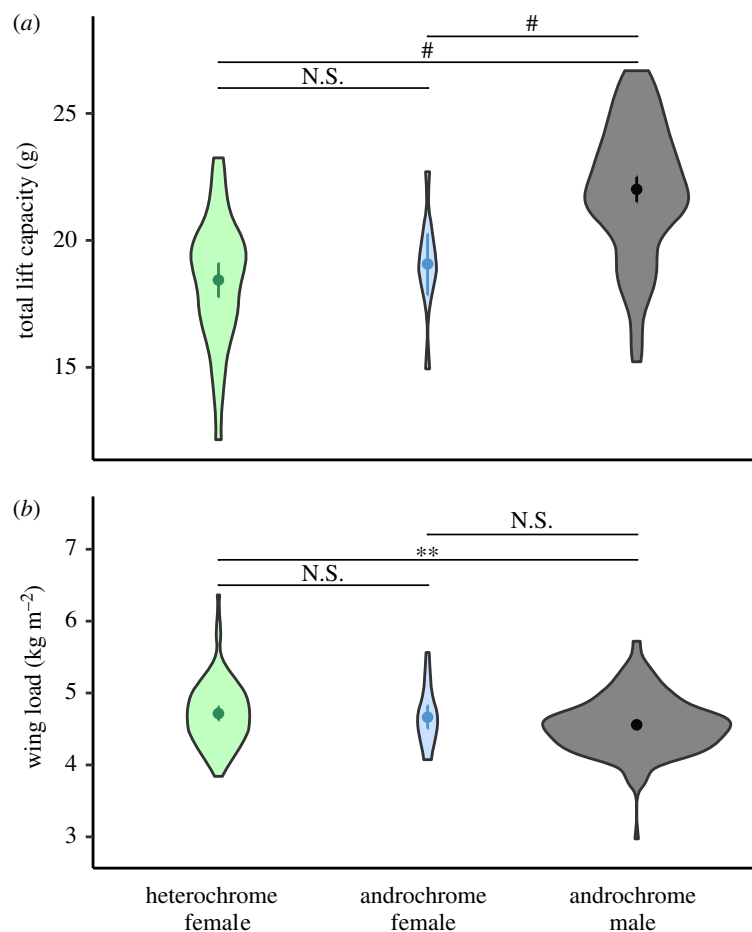 (a)
#
#
N.S.
total lift capacity (g)
25
20
15
(b)
N.S.
**
N.S.
wing load (kg m⁻²)
7
6
5
4
3
heterochrome female
androchrome female
androchrome male